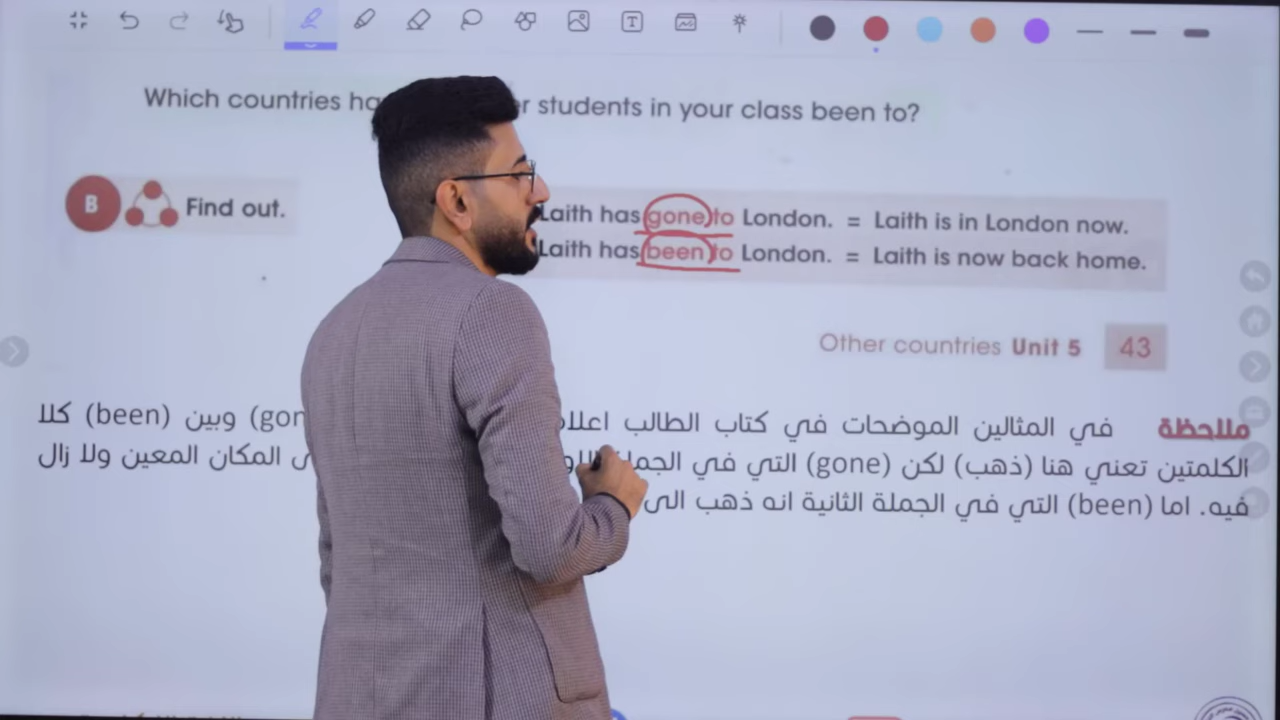 Which countries er students in your class been to?
B Find out.
Laith has gone to London. = Laith is in London now.
Laith has been to London. = Laith is now back home.
Other countries Unit 5 43
ملاحظة في المثالين الموضحات في كتاب الطالب (gon وبين (been) كلا
الكلمتين تعني هنا (ذهب) لكن (gone) التي في المكان المعين ولا زال
فيه. اما (been) التي في الجملة الثانية انه ذهب الى